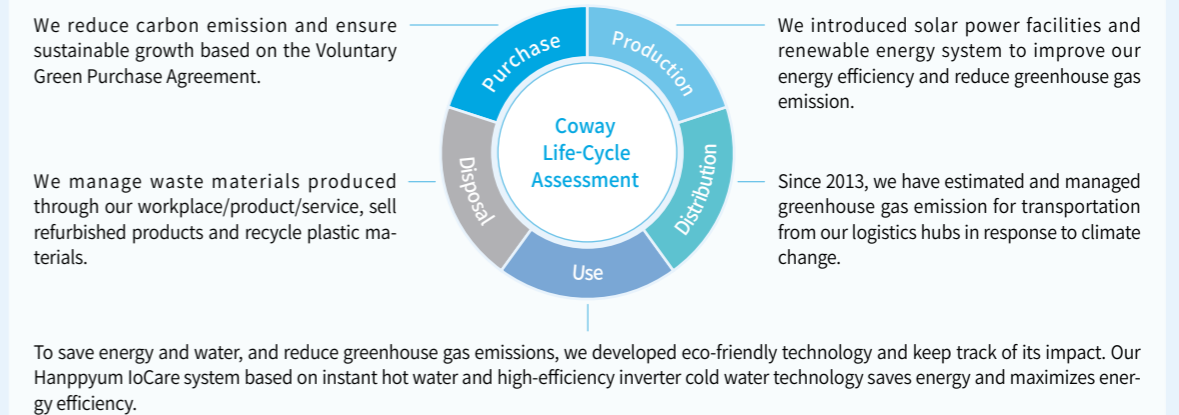 We reduce carbon emission and ensure
sustainable growth based on the Voluntary
Green Purchase Agreement.
Purchase
Production
We introduced solar power facilities and
renewable energy system to improve our
energy efficiency and reduce greenhouse gas
emission.
Coway
Life-Cycle
Assessment
We manage waste materials produced
through our workplace/product/service, sell
refurbished products and recycle plastic ma-
terials.
Disposal
Distribution
Since 2013, we have estimated and managed
greenhouse gas emission for transportation
from our logistics hubs in response to climate
change.
Use
To save energy and water, and reduce greenhouse gas emissions, we developed eco-friendly technology and keep track of its impact. Our
Hanppyum IoCare system based on instant hot water and high-efficiency inverter cold water technology saves energy and maximizes ener-
gy efficiency.